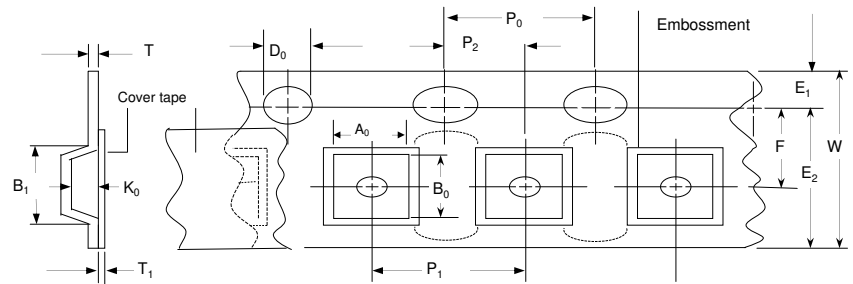 P0
Embossment
T
D0
P2
E1
Cover tape
A0
F
W
B1
K0
B0
E2
T1
P1